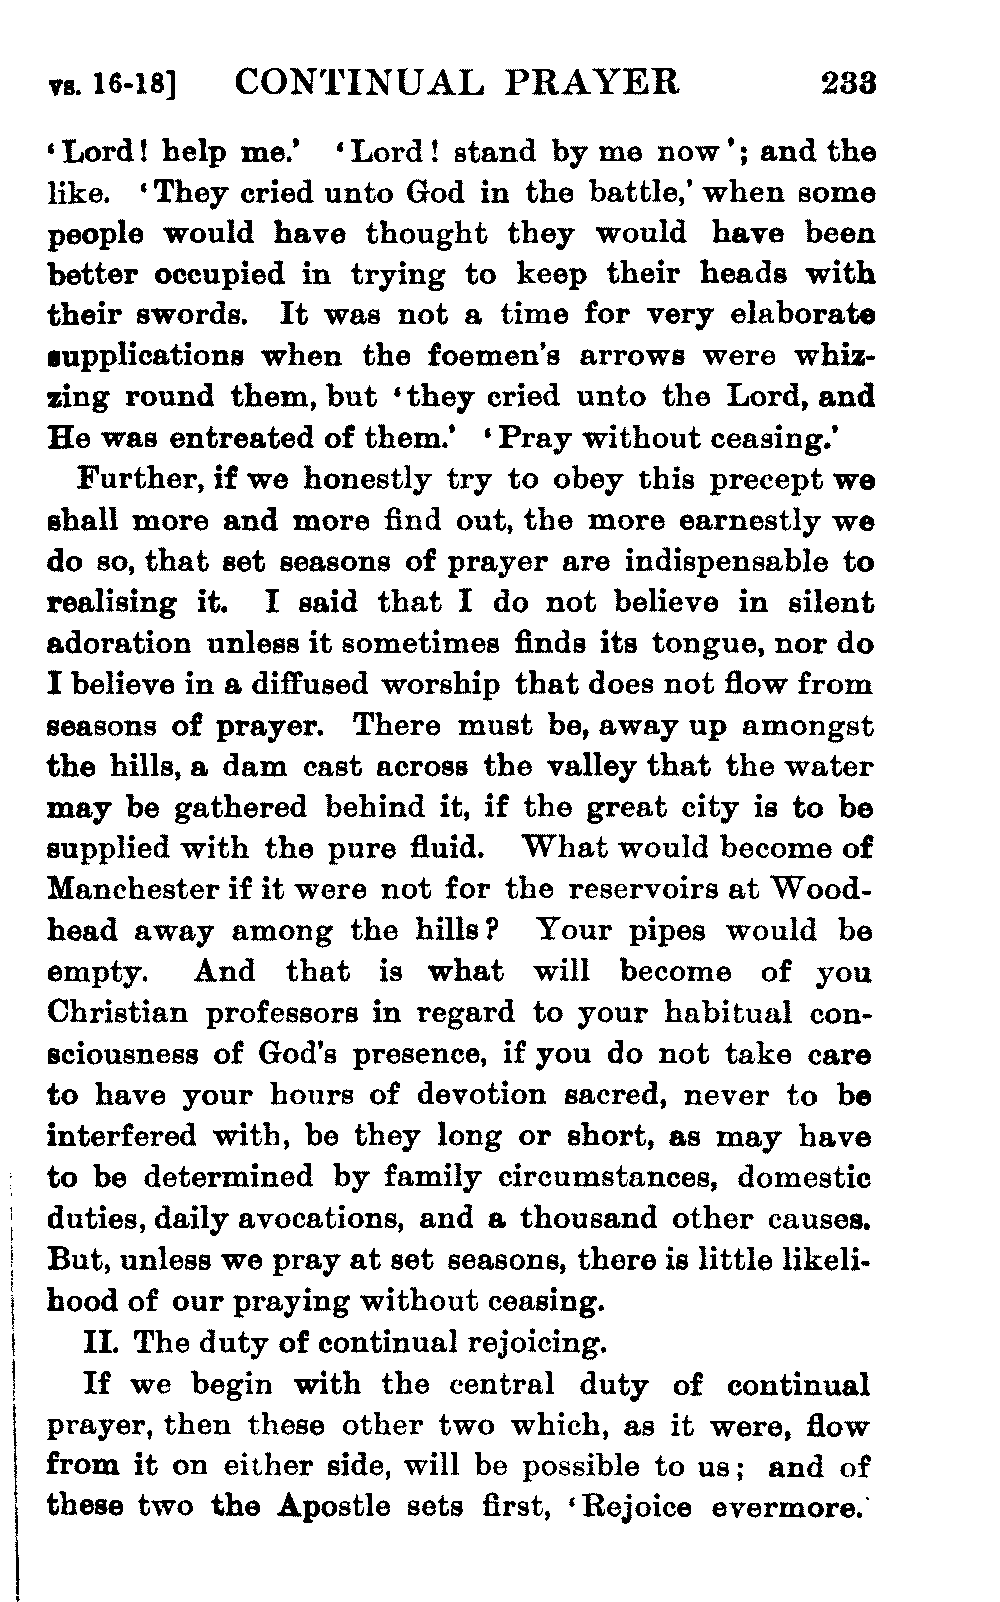 vs. 16-18] CONTINUAL PRAYER 233
‘Lord! help me.’ ‘Lord! stand by me now’; and the
like. ‘They cried unto God in the battle,’ when some
people would have thought they would have been
better occupied in trying to keep their heads with
their swords. It was not a time for very elaborate
supplications when the foemen's arrows were whiz-
zing round them, but ‘they cried unto the Lord, and
He was entreated of them.’ ‘Pray without ceasing.’
Further, if we honestly try to obey this precept we
shall more and more find out, the more earnestly we
do so, that set seasons of prayer are indispensable to
realising it. I said that I do not believe in silent
adoration unless it sometimes finds its tongue, nor do
I believe in a diffused worship that does not flow from
seasons of prayer. There must be, away up amongst
the hills, a dam cast across the valley that the water
may be gathered behind it, if the great city is to be
supplied with the pure fluid. What would become of
Manchester if it were not for the reservoirs at Wood-
head away among the hills? Your pipes would be
empty. And that is what will become of you
Christian professors in regard to your habitual con-
sciousness of God's presence, if you do not take care
to have your hours of devotion sacred, never to be
interfered with, be they long or short, as may have
to be determined by family circumstances, domestic
duties, daily avocations, and a thousand other causes.
But, unless we pray at set seasons, there is little likeli-
hood of our praying without ceasing.
II. The duty of continual rejoicing.
If we begin with the central duty of continual
prayer, then these other two which, as it were, flow
from it on either side, will be possible to us; and of
these two the Apostle sets first, ‘Rejoice evermore.’